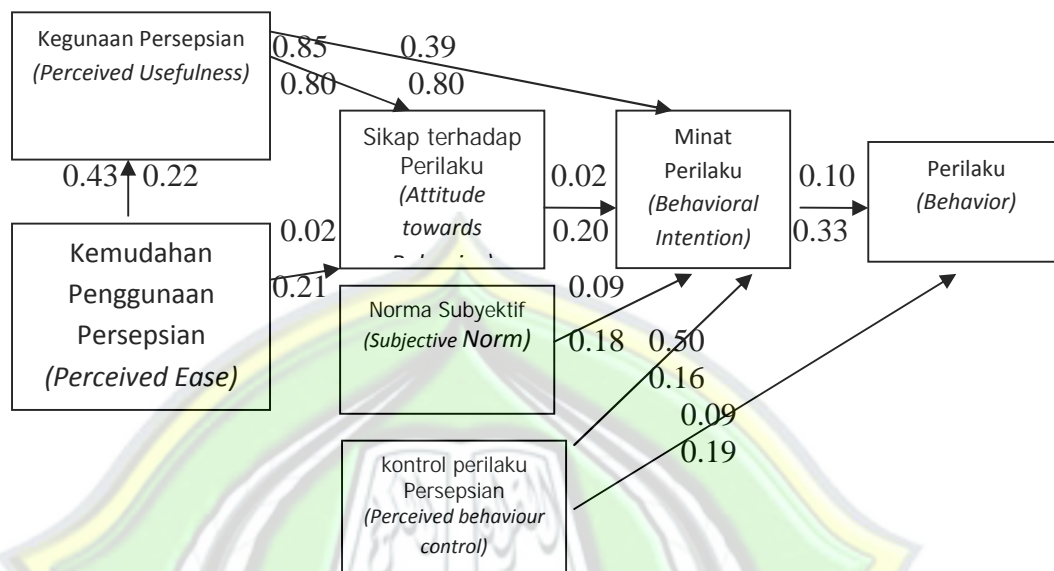 Kegunaan Persepsian
(Perceived Usefulness)
0.85 0.39
0.80 0.80
0.43 0.22
Kemudahan
Penggunaan
Persepsian
(Perceived Ease)
0.02
0.21
Sikap terhadap
Perilaku
(Attitude
towards
0.02
0.20
Minat
Perilaku
(Behavioral
Intention)
0.10
0.33
Perilaku
(Behavior)
Norma Subyektif
(Subjective Norm)
0.09
0.18 0.50
0.16
0.09
0.19
kontrol perilaku
Persepsian
(Perceived behaviour
control)